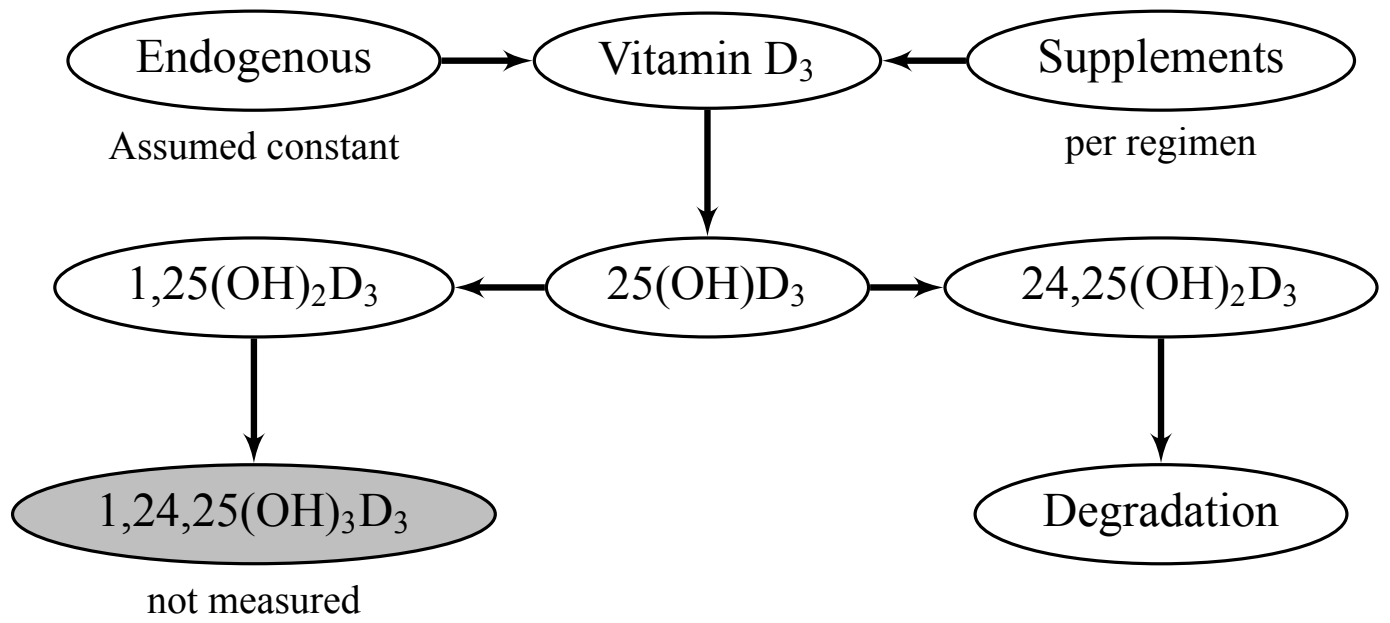 Endogenous
Vitamin D₃
Supplements
Assumed constant
per regimen
1,25(OH)₂D₃
25(OH)D₃
24,25(OH)₂D₃
1,24,25(OH)₃D₃
Degradation
not measured